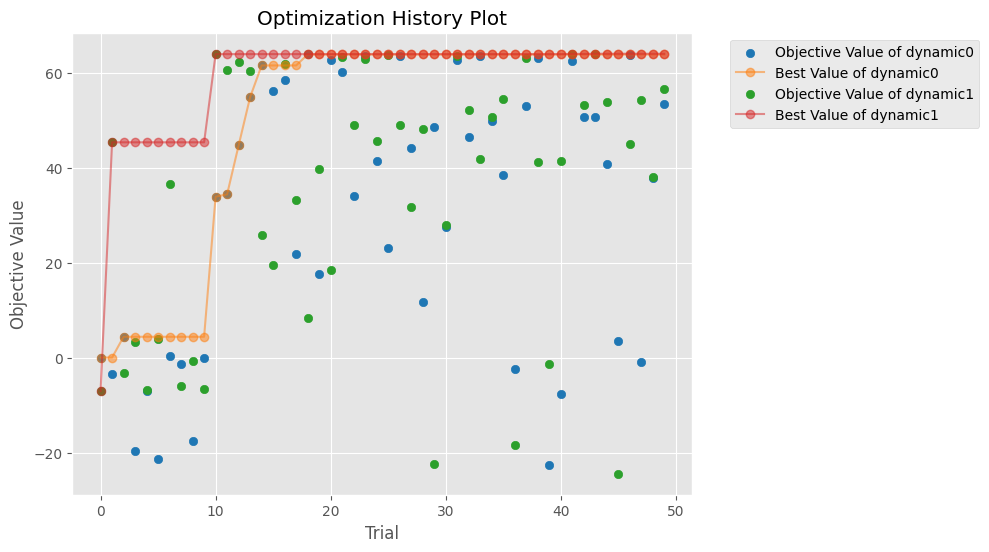 Optimization History Plot
Objective Value
60
40
20
0
−20
0
10
20
30
40
50
Trial
Objective Value of dynamic0
Best Value of dynamic0
Objective Value of dynamic1
Best Value of dynamic1